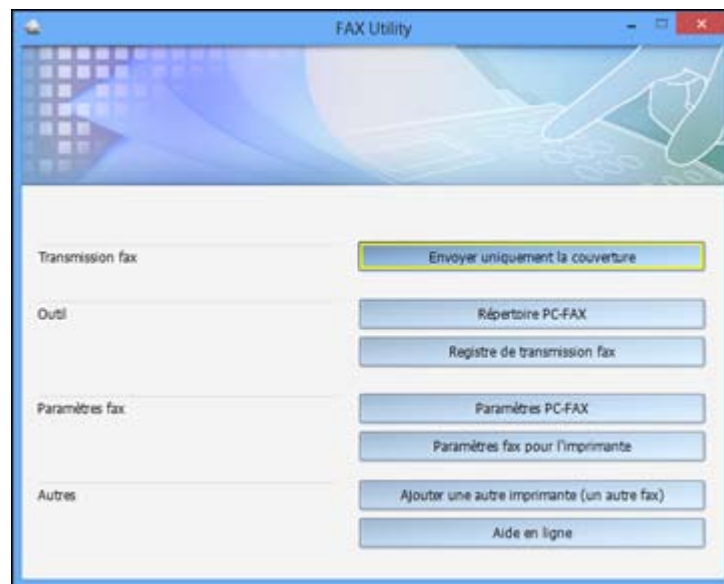 FAX Utility
Transmission fax
Envoyer uniquement la couverture
Outil
Répertoire PC-FAX
Registre de transmission fax
Paramètres fax
Paramètres PC-FAX
Paramètres fax pour l'imprimante
Autres
Ajouter une autre imprimante (un autre fax)
Aide en ligne